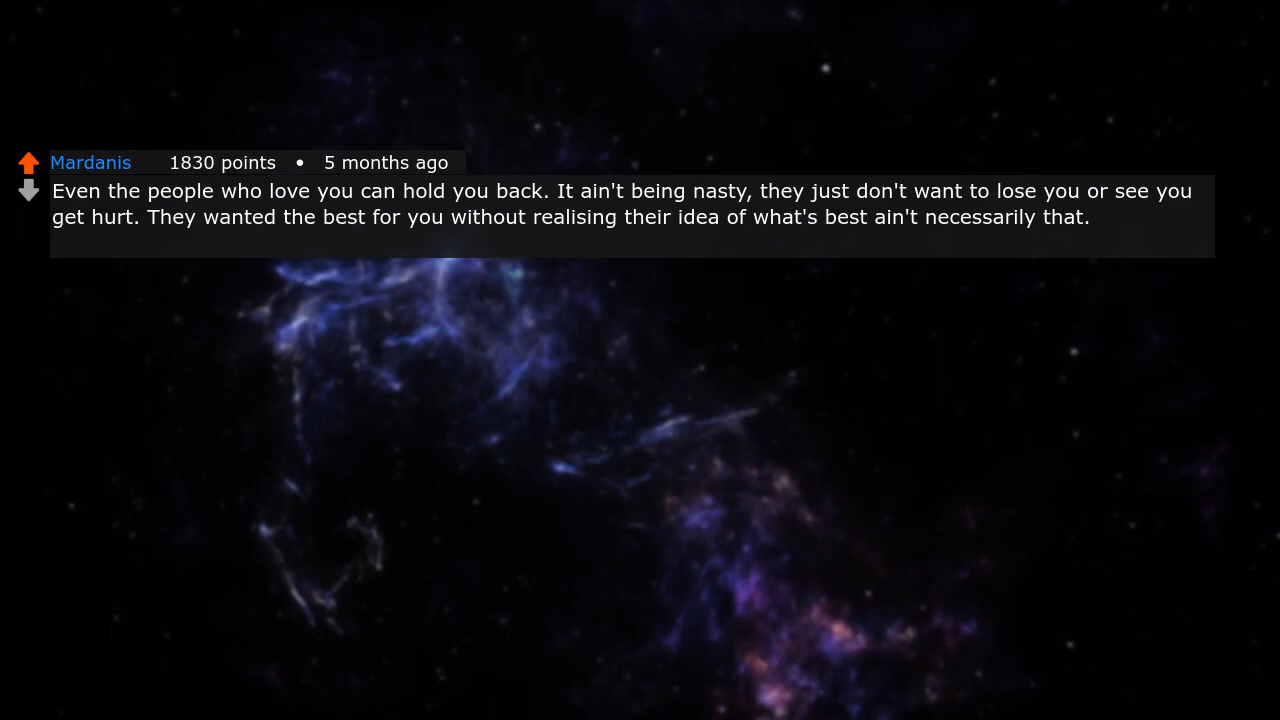 Mardanis 1830 points • 5 months ago
Even the people who love you can hold you back. It ain't being nasty, they just don't want to lose you or see you
get hurt. They wanted the best for you without realising their idea of what's best ain't necessarily that.